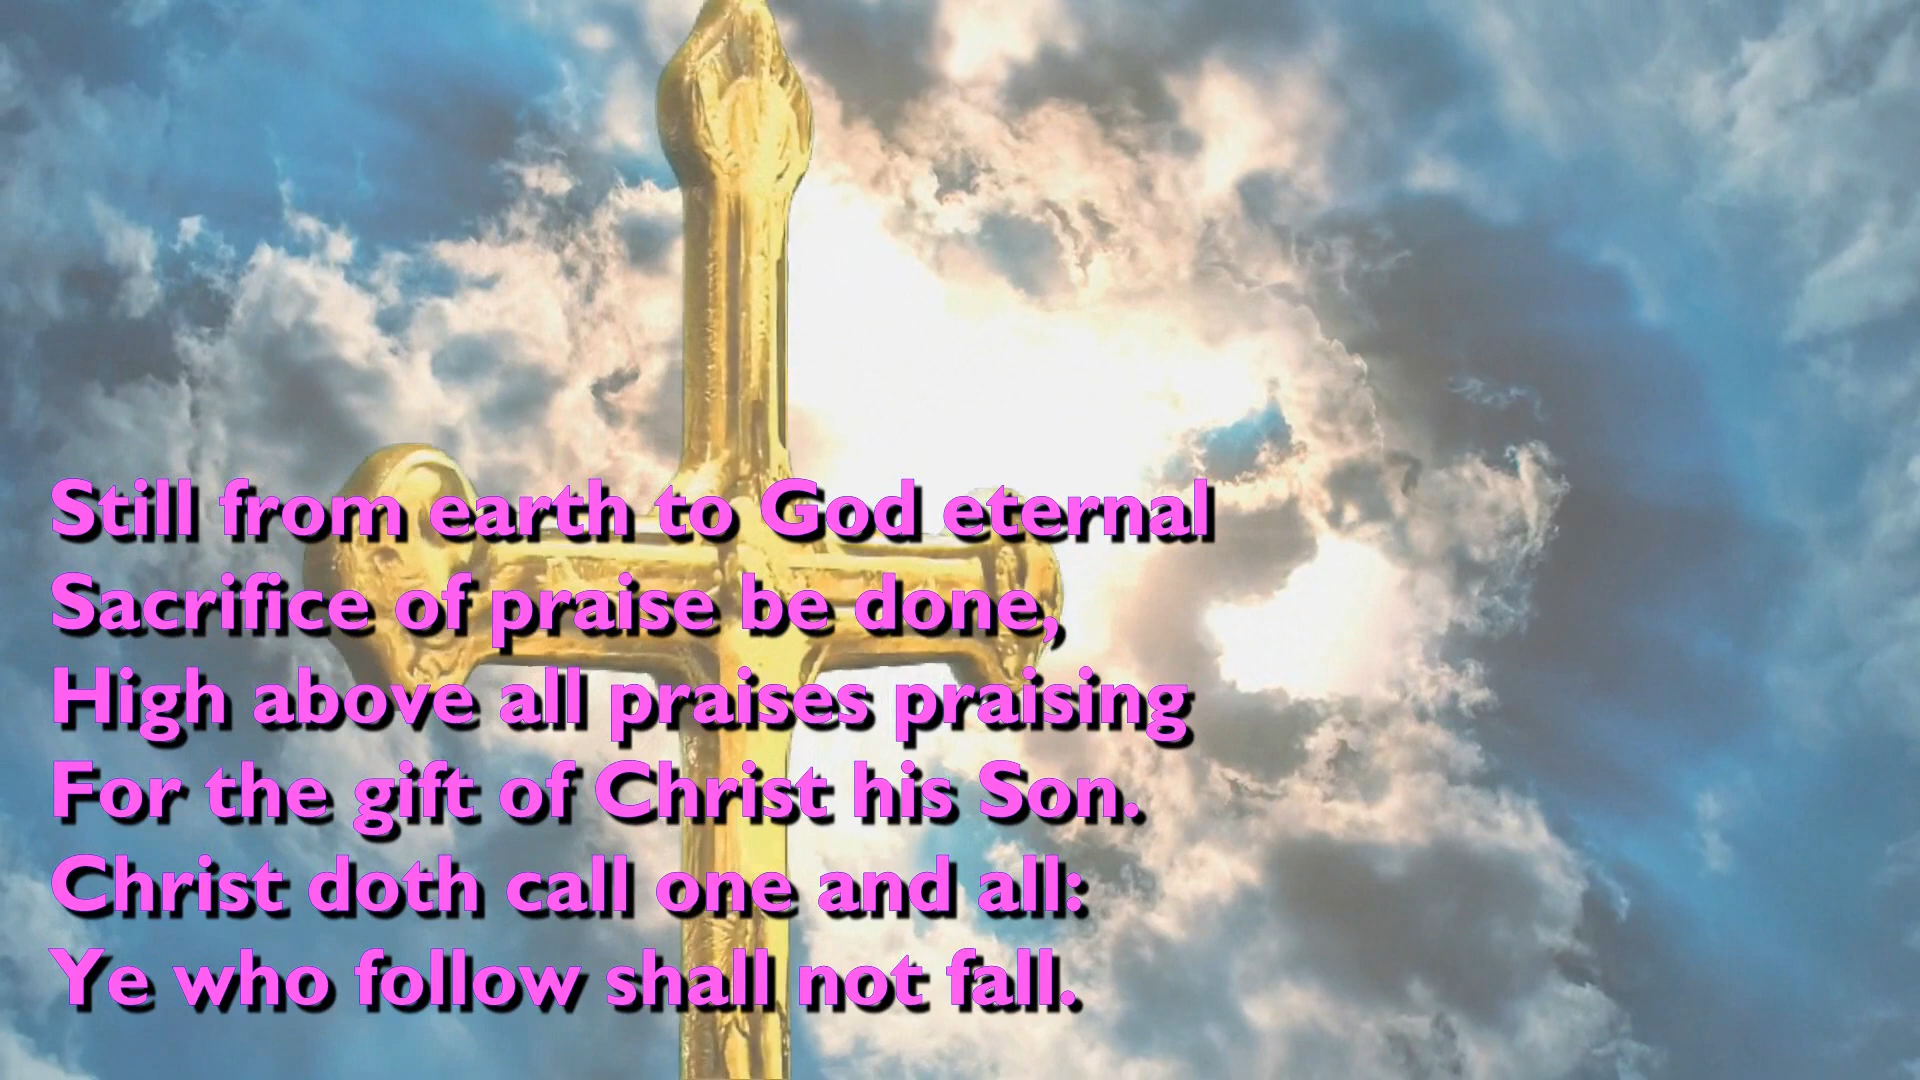 Still from earth to God eternal
Sacrifice of praise be done,
High above all praises praising
For the gift of Christ his Son.
Christ doth call one and all:
Ye who follow shall not fall.